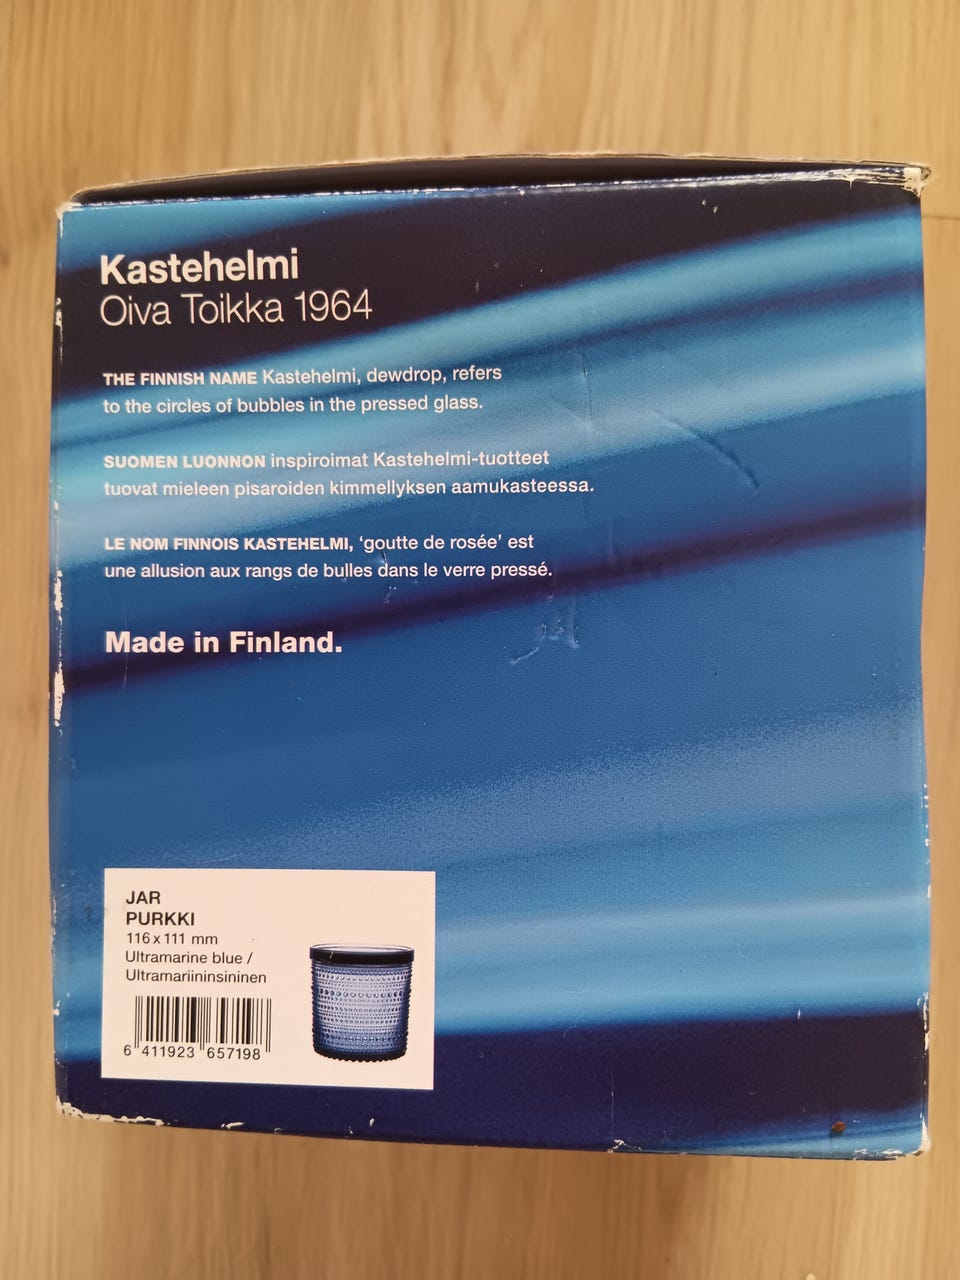 Kastehelmi
Oiva Toikka 1964
THE FINNISH NAME Kastehelmi, dewdrop, refers
to the circles of bubbles in the pressed glass.
SUOMEN LUONNON inspiroimat Kastehelmi-tuotteet
tuovat mieleen pisaroiden kimmellyksen aamukasteessa.
LE NOM FINNOIS KASTEHELMI, ‘goutte de rosée’ est
une allusion aux rangs de bulles dans le verre pressé.
Made in Finland.
JAR
PURKKI
116 x 111 mm
Ultramarine blue /
Ultramariininsininen
6 411923 657198